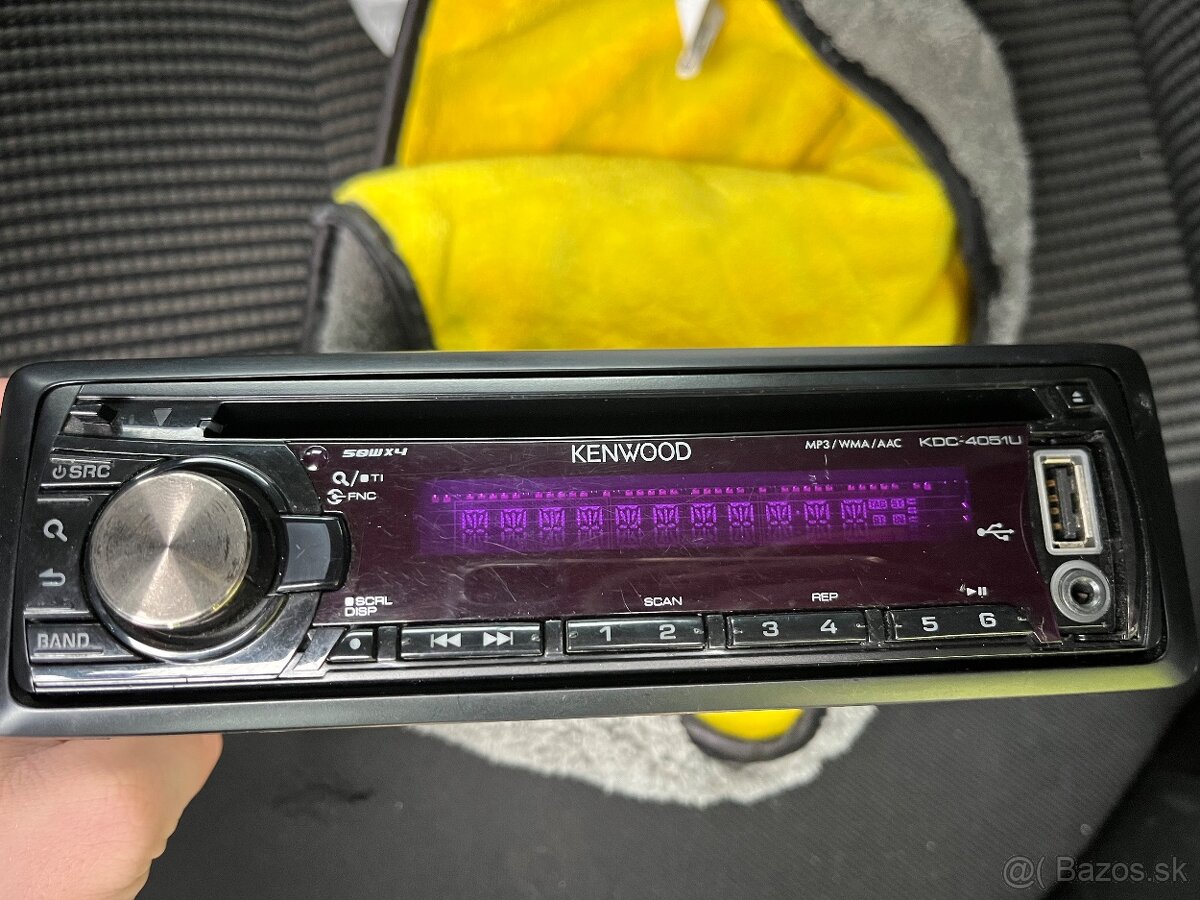 50W×4 KENWOOD MP3/WMA/AAC KDC-4051U
SRC
TI
FNC
SCRL
DISP
SCAN
REP
BAND
1 2 3 4 5 6
@( Bazos.sk